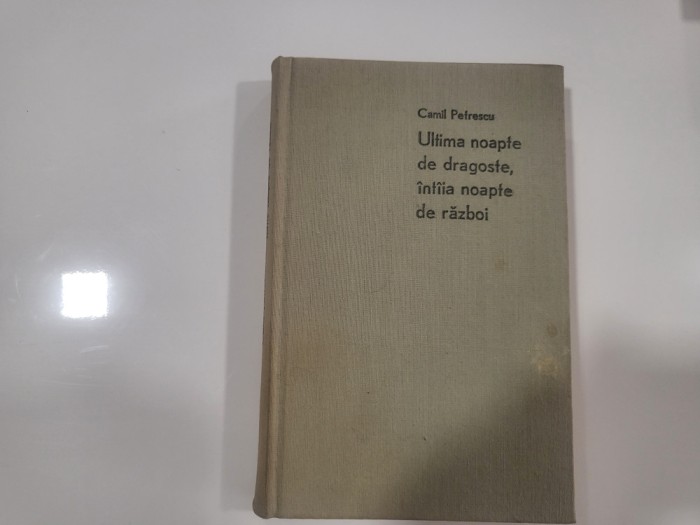 Camil Petrescu
Ultima noapte
de dragoste,
întîia noapte
de război